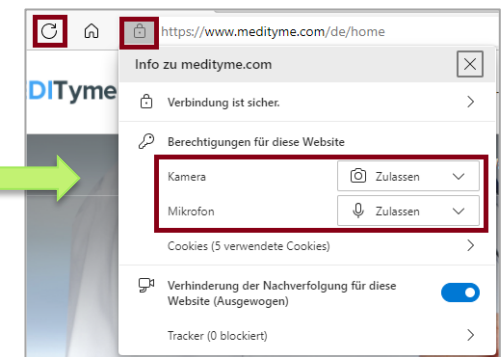 https://www.medityme.com/de/home
Info zu medityme.com
DITyme
Verbindung ist sicher.
Berechtigungen für diese Website
Kamera Zulassen
Mikrofon Zulassen
Cookies (5 verwendete Cookies)
Verhinderung der Nachverfolgung für diese
Website (Ausgewogen)
Tracker (0 blockiert)